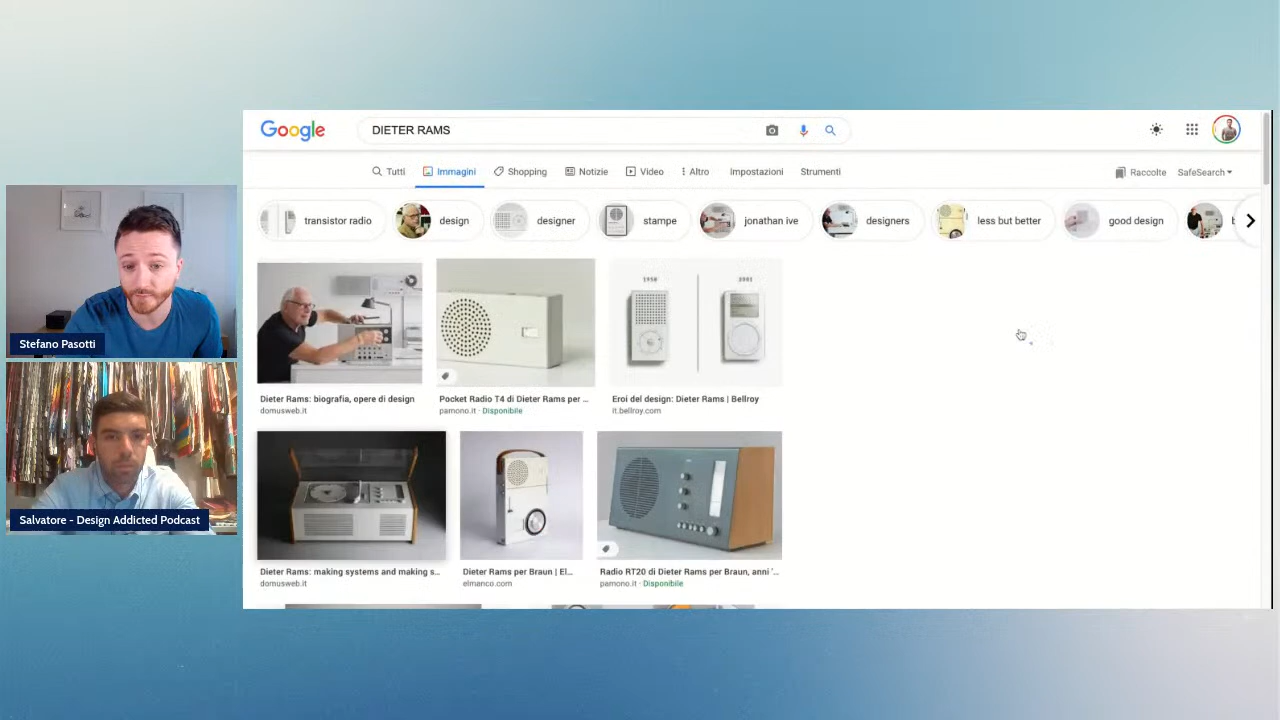 Google
DIETER RAMS
Tutti
Immagini
Shopping
Notizie
Video
Altro
Impostazioni
Strumenti
Raccolte
SafeSearch
transistor radio
design
designer
stampe
jonathan ive
designers
less but better
good design
b
1958
2001
Dieter Rams: biografia, opere di design
domusweb.it
Pocket Radio T4 di Dieter Rams per ...
pamono.it · Disponibile
Eroi del design: Dieter Rams | Bellroy
it.bellroy.com
Dieter Rams: making systems and making s...
domusweb.it
Dieter Rams per Braun | El...
elmanco.com
Radio RT20 di Dieter Rams per Braun, anni '...
pamono.it · Disponibile
Stefano Pasotti
Salvatore - Design Addicted Podcast